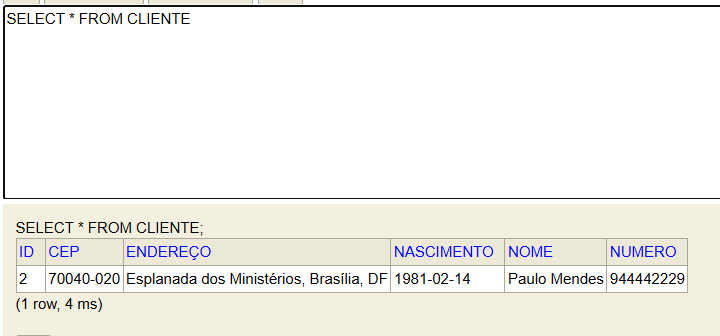 SELECT * FROM CLIENTE
SELECT * FROM CLIENTE;
ID CEP ENDEREÇO NASCIMENTO NOME NUMERO
2 70040-020 Esplanada dos Ministérios, Brasília, DF 1981-02-14 Paulo Mendes 944442229
(1 row, 4 ms)